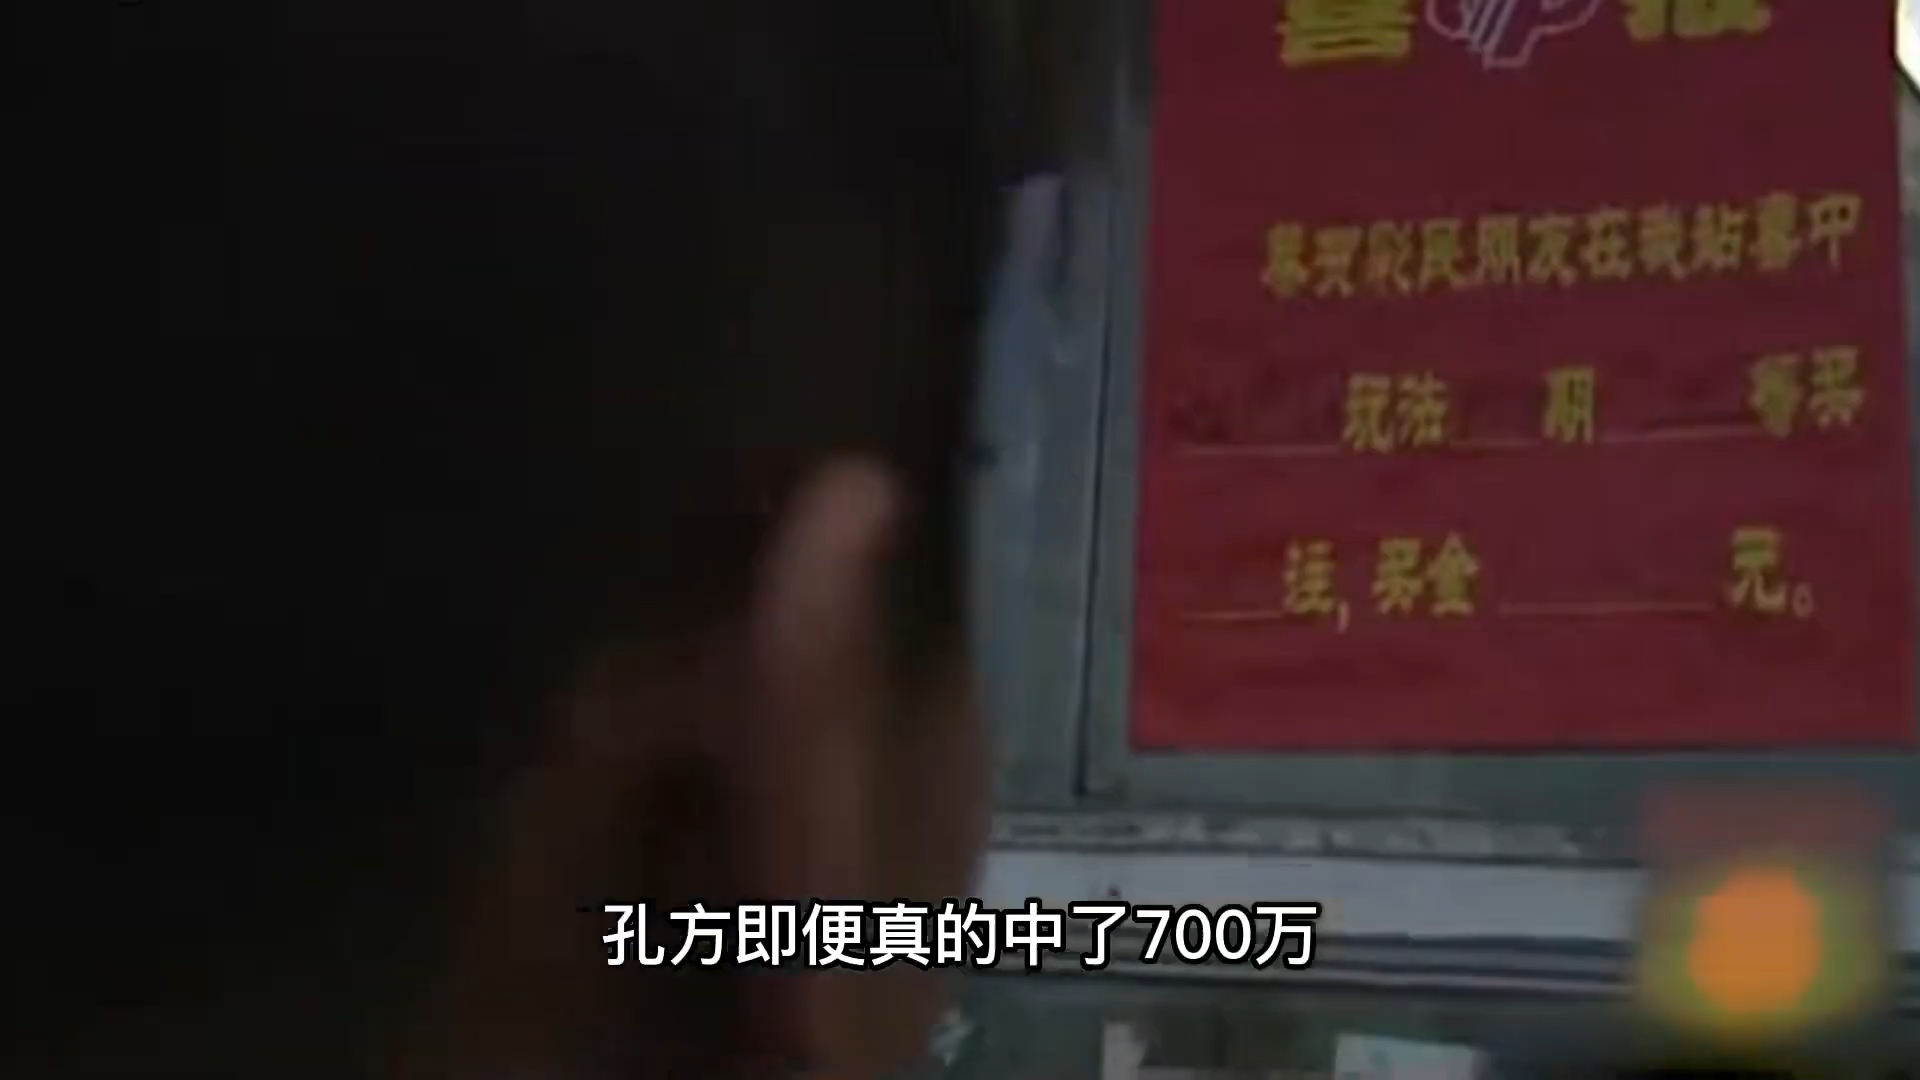 喜报
恭贺彩民朋友在我站喜中
玩法 期 等奖
注,奖金 元。
孔方即便真的中了700万